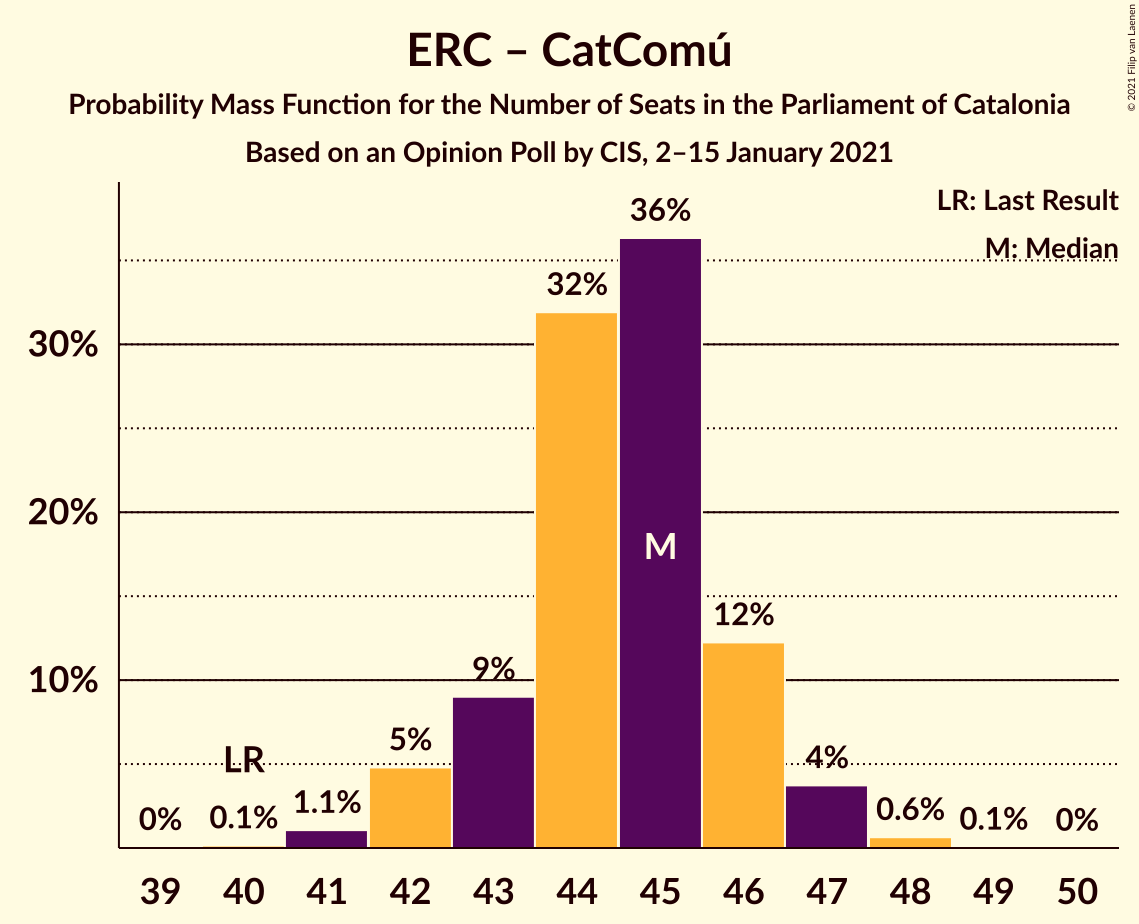 ERC – CatComú
Probability Mass Function for the Number of Seats in the Parliament of Catalonia
Based on an Opinion Poll by CIS, 2–15 January 2021
© 2021 Filip van Laenen
LR: Last Result
M: Median
36%
32%
30%
20%
M
12%
10%
9%
5%
LR
4%
0%
0.1%
1.1%
0.6%
0.1%
0%
39 40 41 42 43 44 45 46 47 48 49 50